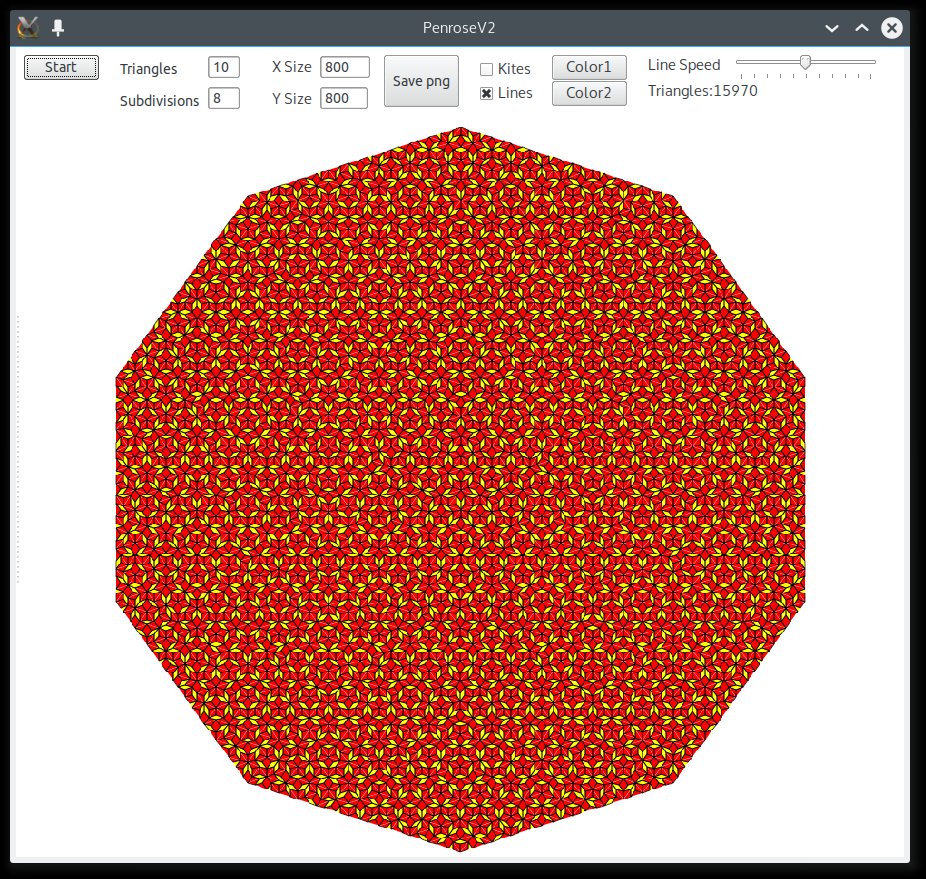 PenroseV2
Start
Triangles 10
Subdivisions 8
X Size 800
Y Size 800
Save png
Kites
Lines
Color1
Color2
Line Speed
Triangles:15970